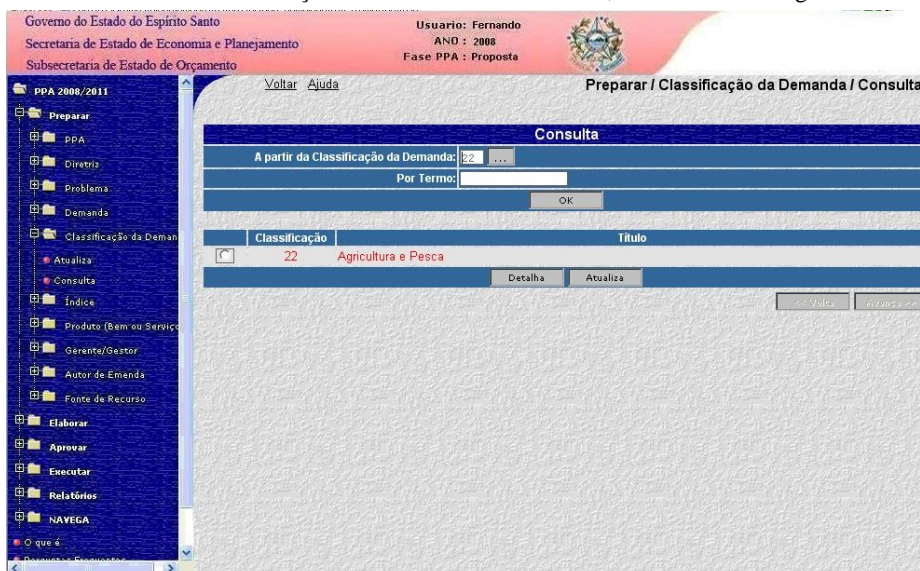 Governo do Estado do Espírito Santo
Secretaria de Estado de Economia e Planejamento
Subsecretaria de Estado de Orçamento
Usuario: Fernando
ANO : 2008
Fase PPA : Proposta
Voltar Ajuda
Preparar / Classificação da Demanda / Consulta
PPA 2008/2011
Preparar
PPA
Diretriz
Problema
Demanda
Classificação da Deman
Atualiza
Consulta
Índice
Produto (Bem ou Serviço
Gerente/Gestor
Autor de Emenda
Fonte de Recurso
Elaborar
Aprovar
Executar
Relatórios
NAVEGA
O que é
Consulta
A partir da Classificação da Demanda: 22 ...
Por Termo:
OK
Classificação Título
22 Agricultura e Pesca
Detalha Atualiza
<< Volta Avança >>